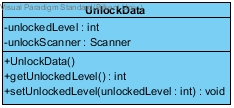 Visual Paradigm Standard
UnlockData
-unlockedLevel : int
-unlockScanner : Scanner
+UnlockData()
+getUnlockedLevel() : int
+setUnlockedLevel(unlockedLevel : int) : void